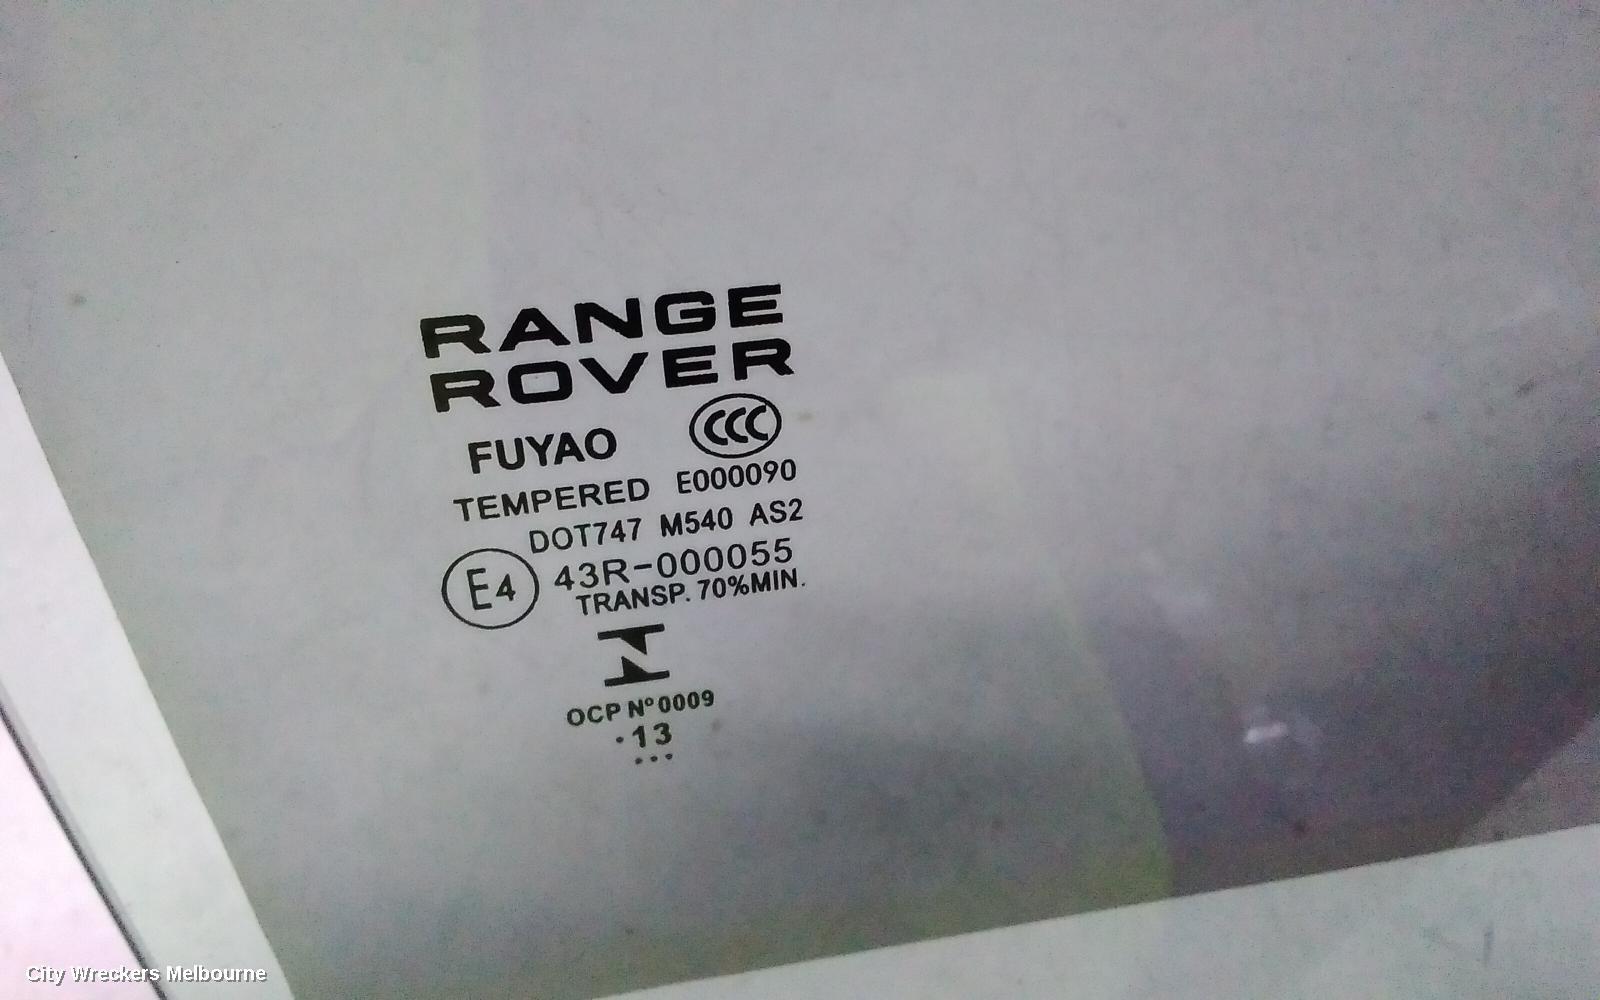 RANGE
ROVER
FUYAO CCC
TEMPERED E000090
DOT747 M540 AS2
E4 43R-000055
TRANSP. 70%MIN.
OCP Nº0009
·13
...
City Wreckers Melbourne